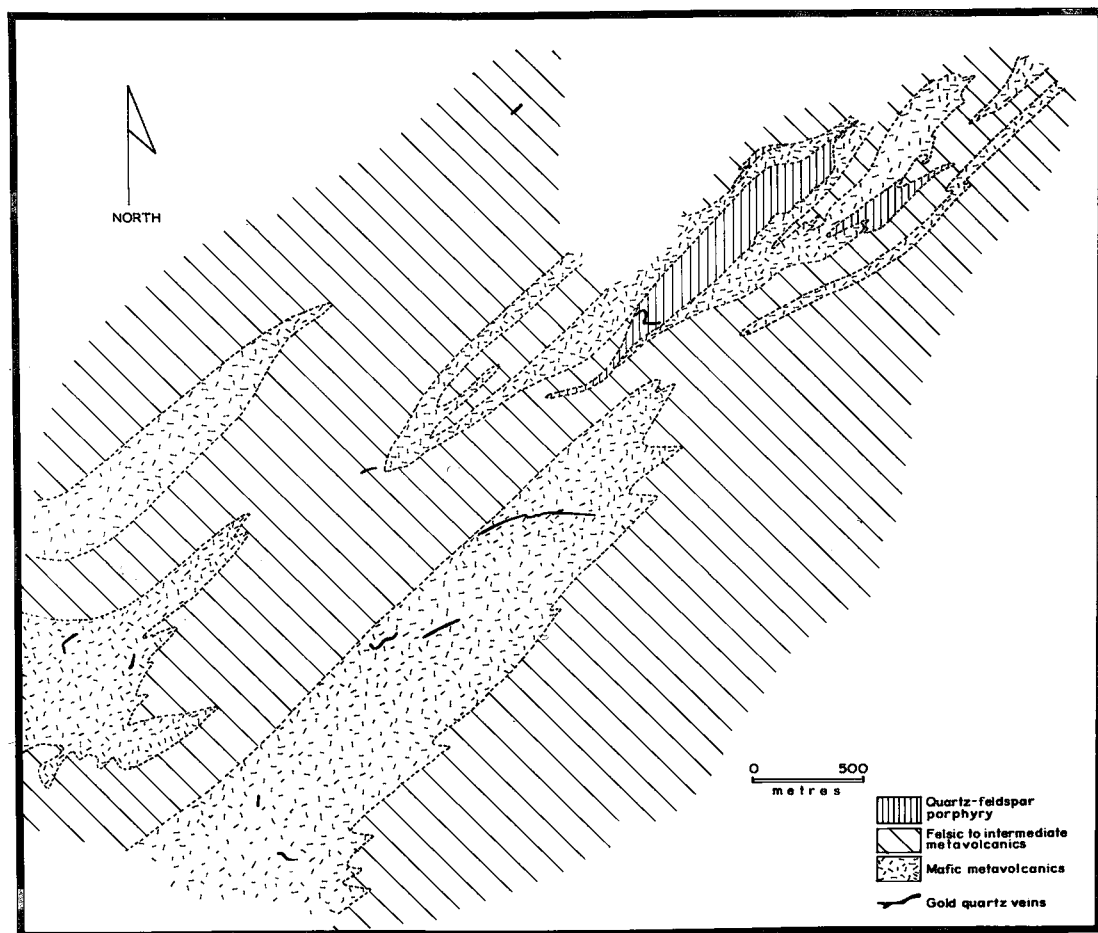 NORTH
0 500
metres
Quartz-feldspar
porphyry
Felsic to intermediate
metavolcanics
Mafic metavolcanics
Gold quartz veins